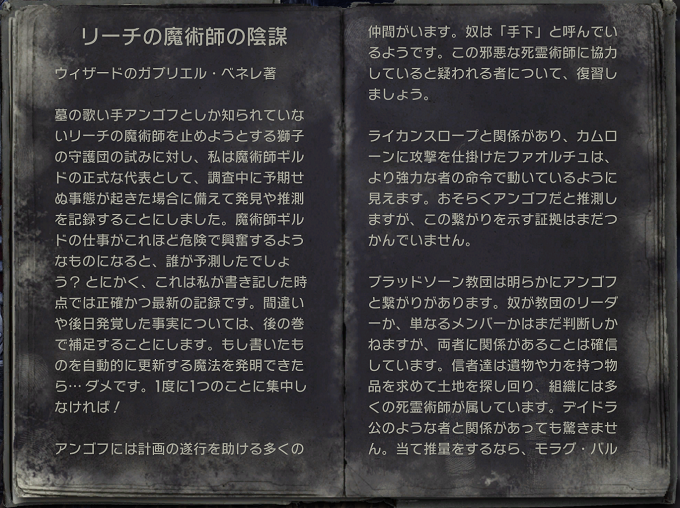 リーチの魔術師の陰謀
ウィザードのガブリエル・ベネレ著
墓の歌い手アンゴフとしか知られていな
いリーチの魔術師を止めようとする獅子
の守護団の試みに対し、私は魔術師ギル
ドの正式な代表として、調査中に予期せ
ぬ事態が起きた場合に備えて発見や推測
を記録することにしました。魔術師ギル
ドの仕事がこれほど危険で興奮するよう
なものになると、誰が予測したでしょ
う？ とにかく、これは私が書き記した時
点では正確かつ最新の記録です。間違い
や後日発覚した事実については、後の巻
で補足することにします。もし書いたも
のを自動的に更新する魔法を発明できた
ら… ダメです。1度に1つのことに集中し
なければ！
アンゴフには計画の遂行を助ける多くの
仲間がいます。奴は「手下」と呼んでい
るようです。この邪悪な死霊術師に協力
していると疑われる者について、復習し
ましょう。
ライカンスロープと関係があり、カムロ
ーンに攻撃を仕掛けたファオルチュは、
より強力な者の命令で動いているように
見えます。おそらくアンゴフだと推測し
ますが、この繋がりを示す証拠はまだつ
かんでいません。
ブラッドソーン教団は明らかにアンゴフ
と繋がりがあります。奴が教団のリーダ
ーか、単なるメンバーかはまだ判断しか
ねますが、両者に関係があることは確信
しています。信者達は遺物や力を持つ物
品を求めて土地を探し回り、組織には多
くの死霊術師が属しています。デイドラ
公のような者と関係があっても驚きませ
ん。当て推量をするなら、モラグ・バル